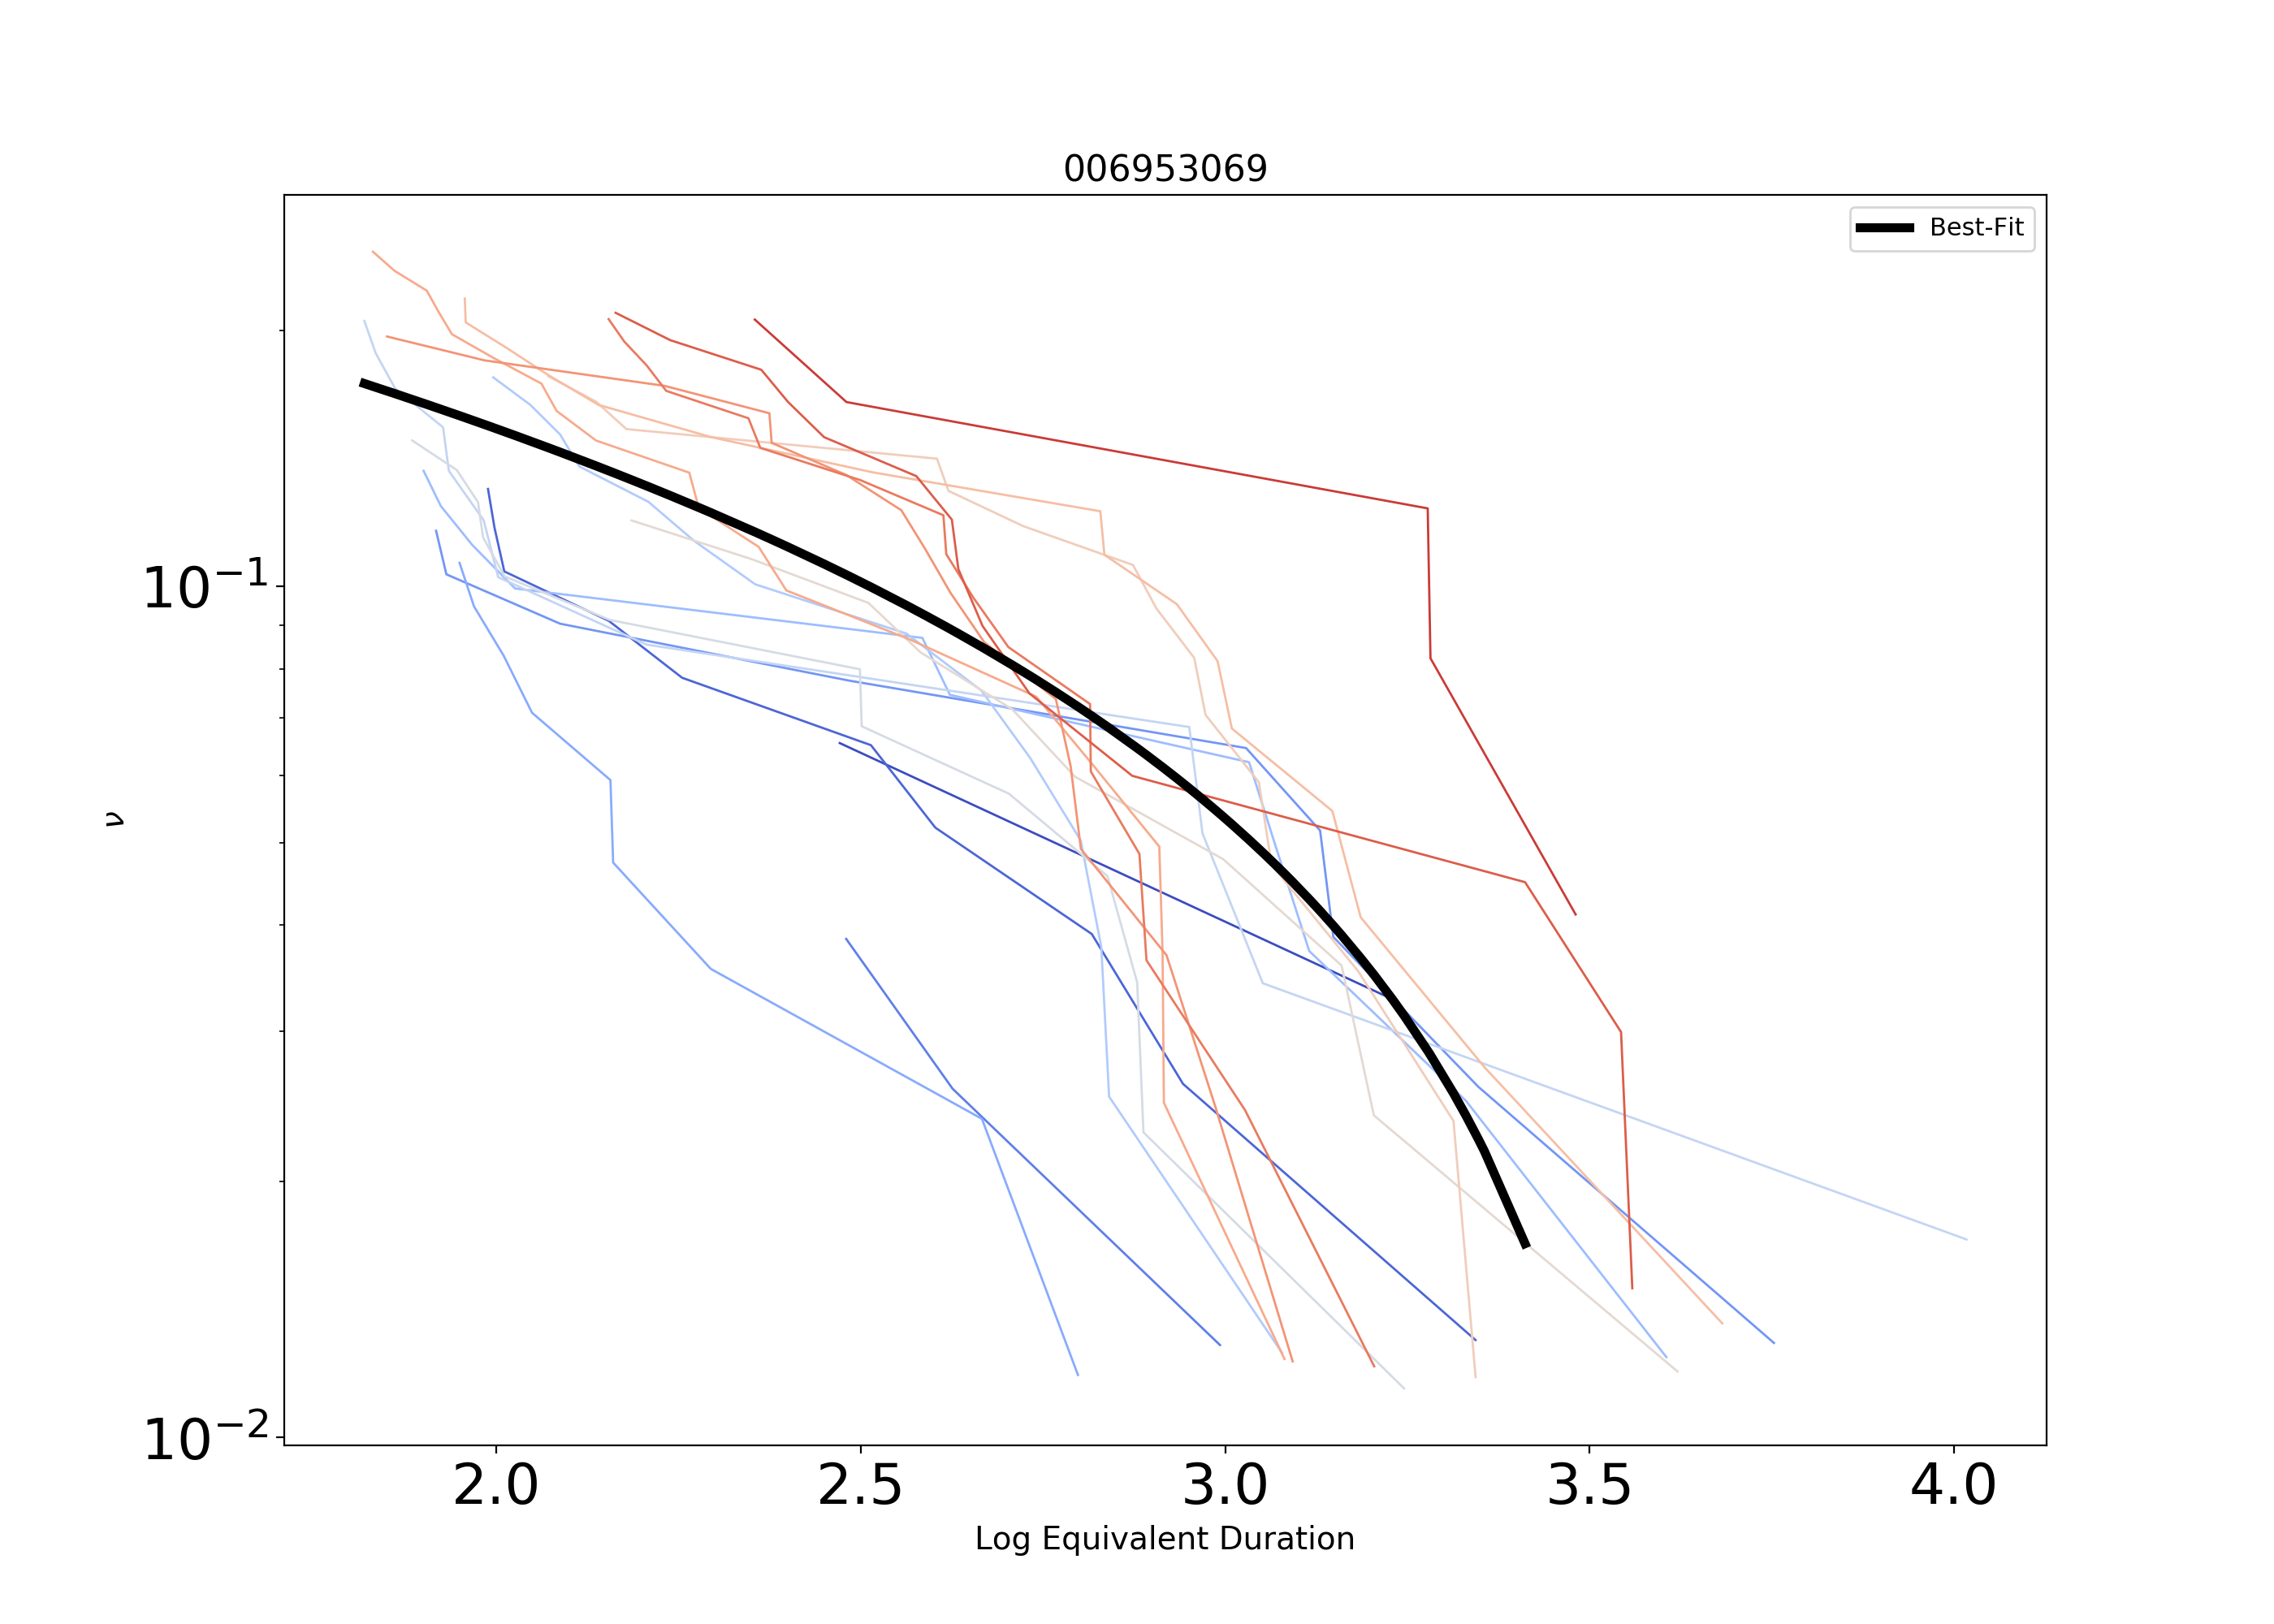 006953069
Best-Fit
10⁻¹
ν
10⁻²
2.0 2.5 3.0 3.5 4.0
Log Equivalent Duration